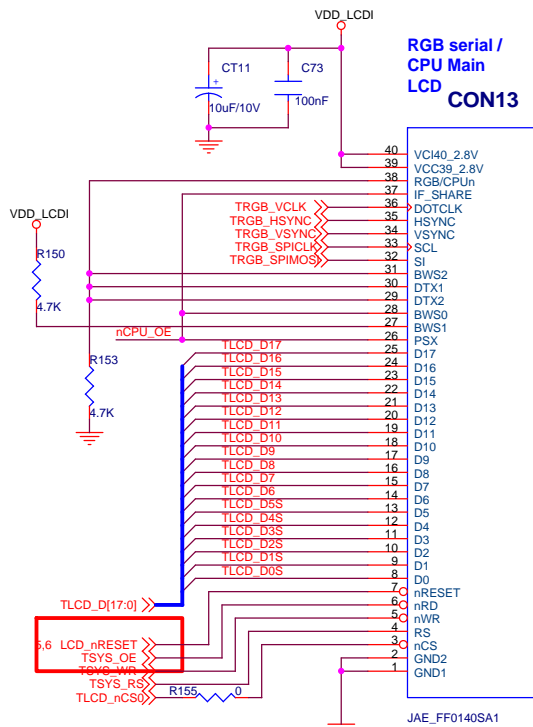 VDD_LCDI
RGB serial /
CPU Main
LCD
CON13
CT11
+
10uF/10V
C73
100nF
VDD_LCDI
R150
4.7K
R153
4.7K
nCPU_OE
TRGB_VCLK
TRGB_HSYNC
TRGB_VSYNC
TRGB_SPICLK
TRGB_SPIMOSI
40 VCI40_2.8V
39 VCC39_2.8V
38 RGB/CPUn
37 IF_SHARE
36 DOTCLK
35 HSYNC
34 VSYNC
33 SCL
32 SI
31 BWS2
30 DTX1
29 DTX2
28 BWS0
27 BWS1
26 PSX
TLCD_D17 25 D17
TLCD_D16 24 D16
TLCD_D15 23 D15
TLCD_D14 22 D14
TLCD_D13 21 D13
TLCD_D12 20 D12
TLCD_D11 19 D11
TLCD_D10 18 D10
TLCD_D9 17 D9
TLCD_D8 16 D8
TLCD_D7 15 D7
TLCD_D6 14 D6
TLCD_D5S 13 D5
TLCD_D4S 12 D4
TLCD_D3S 11 D3
TLCD_D2S 10 D2
TLCD_D1S 9 D1
TLCD_D0S 8 D0
TLCD_D[17:0]
7 nRESET
6 nRD
5 nWR
4 RS
3 nCS
2 GND2
1 GND1
5,6 LCD_nRESET
TSYS_OE
TSYS_WR
TSYS_RS
TLCD_nCS0
R155 0
JAE_FF0140SA1